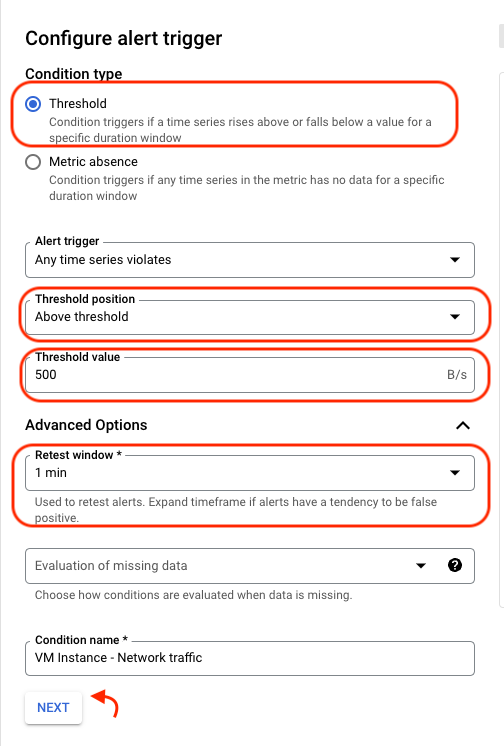 Configure alert trigger
Condition type
Threshold
Condition triggers if a time series rises above or falls below a value for a
specific duration window
Metric absence
Condition triggers if any time series in the metric has no data for a specific
duration window
Alert trigger
Any time series violates
Threshold position
Above threshold
Threshold value
500 B/s
Advanced Options
Retest window *
1 min
Used to retest alerts. Expand timeframe if alerts have a tendency to be false
positive.
Evaluation of missing data ?
Choose how conditions are evaluated when data is missing.
Condition name *
VM Instance - Network traffic
NEXT